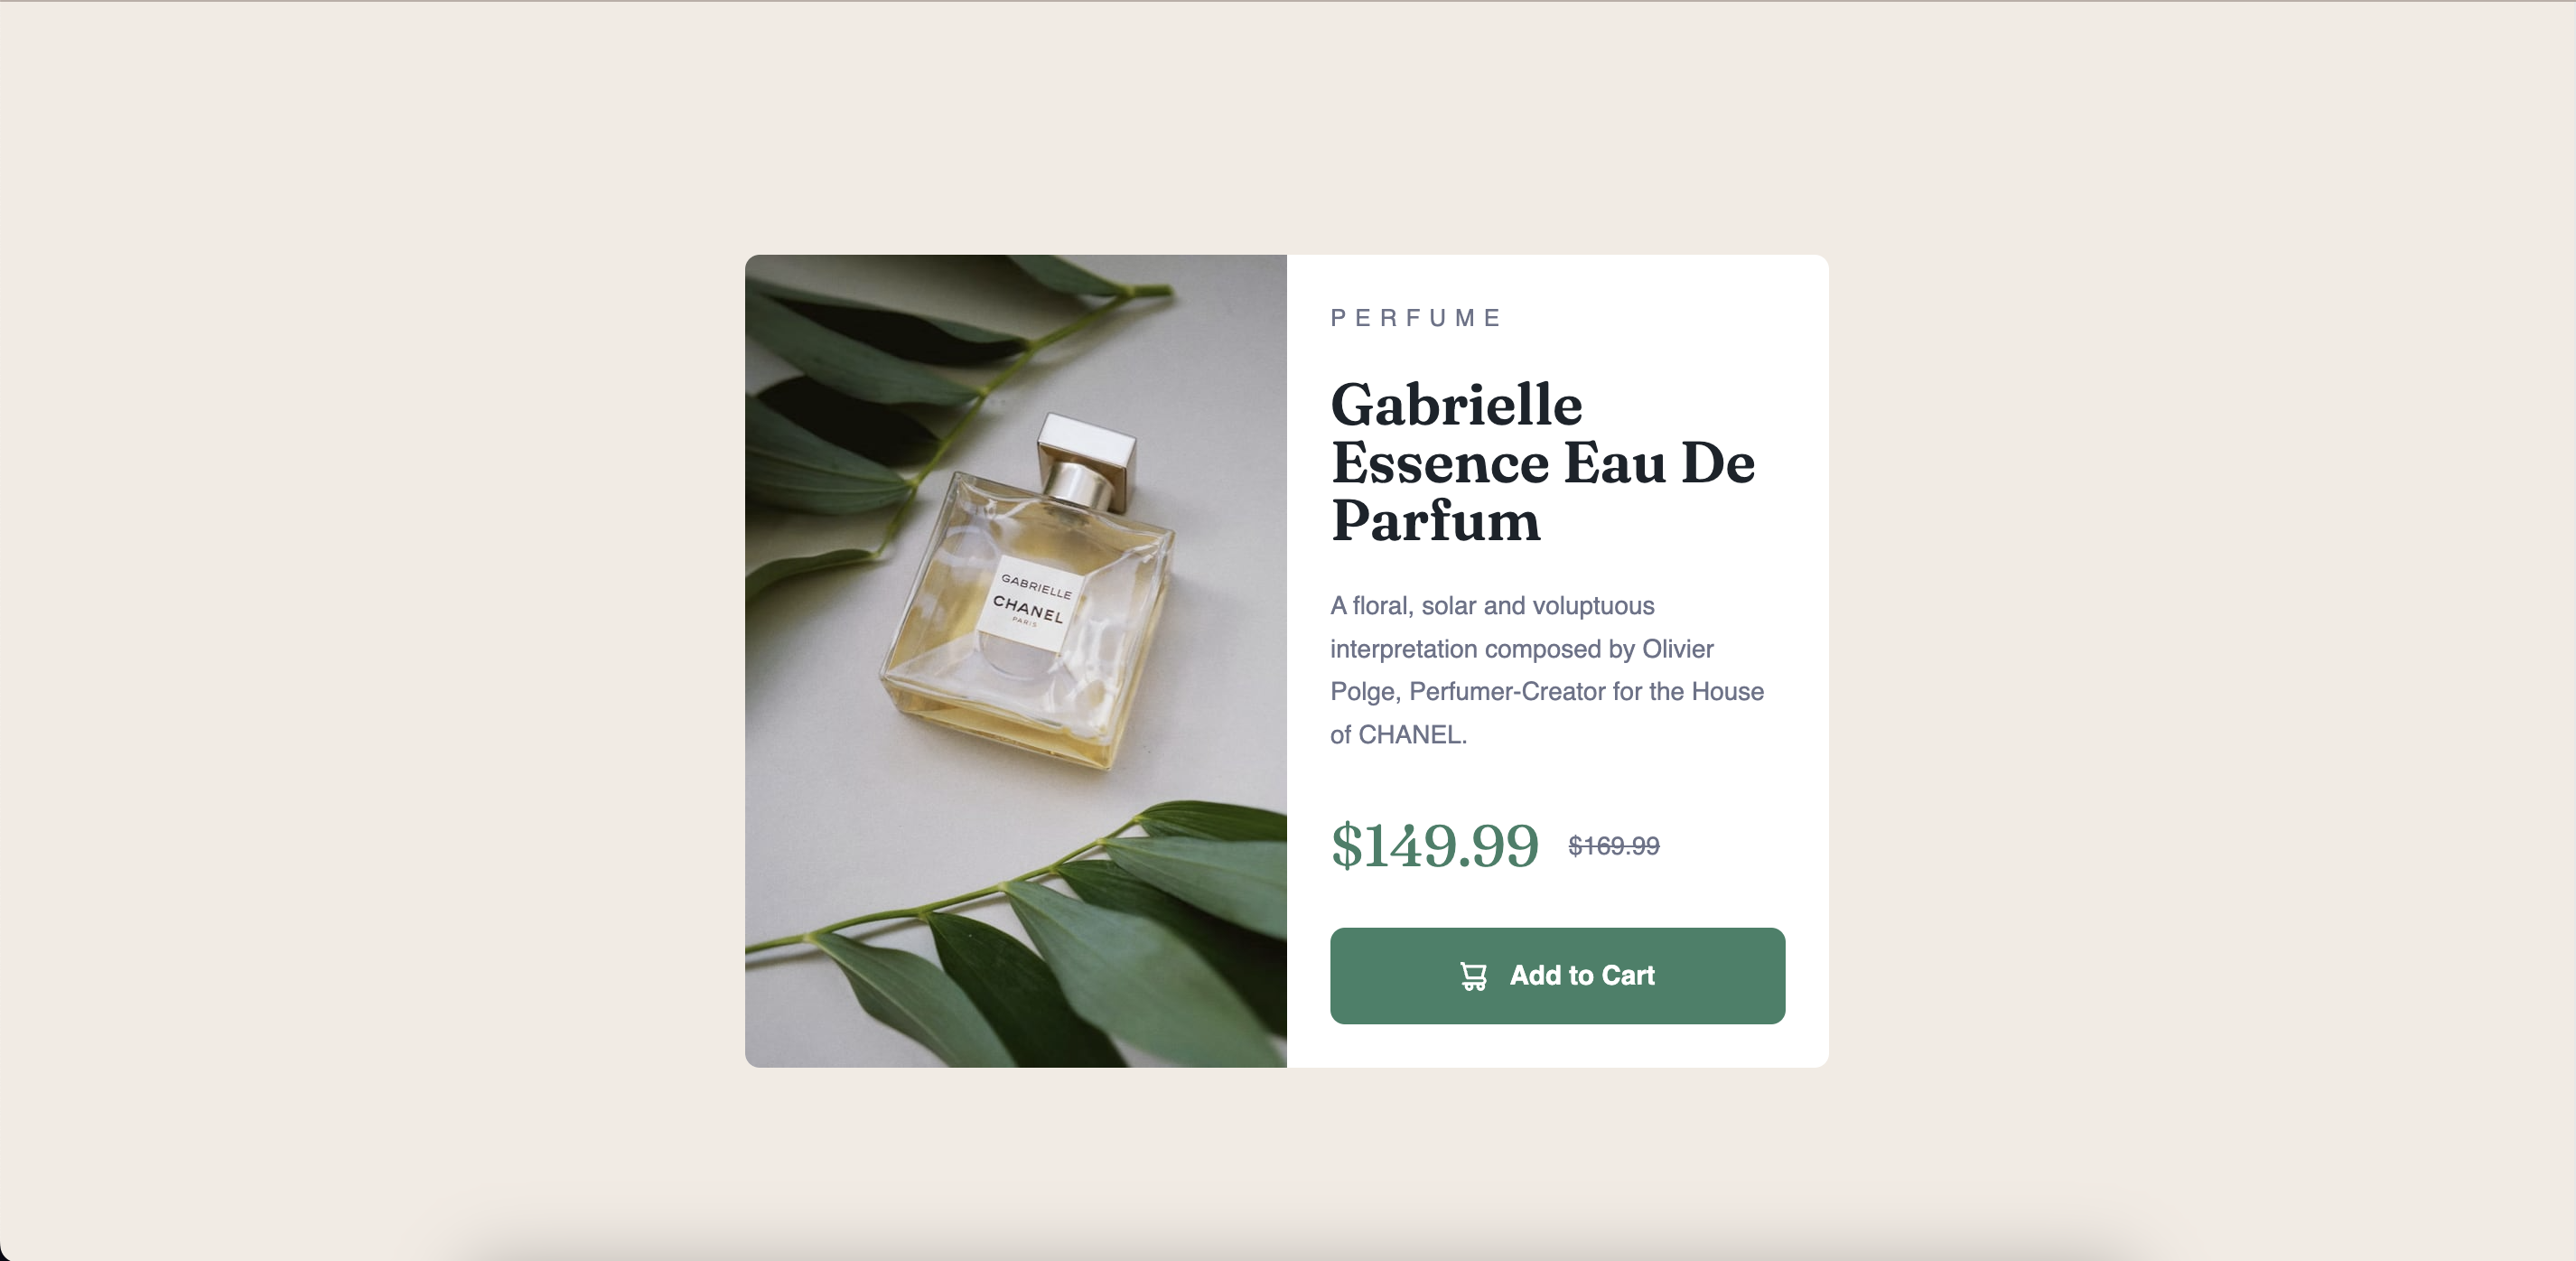 GABRIELLE
CHANEL
PARIS
PERFUME
Gabrielle
Essence Eau De
Parfum
A floral, solar and voluptuous
interpretation composed by Olivier
Polge, Perfumer-Creator for the House
of CHANEL.
$149.99 $169.99
Add to Cart